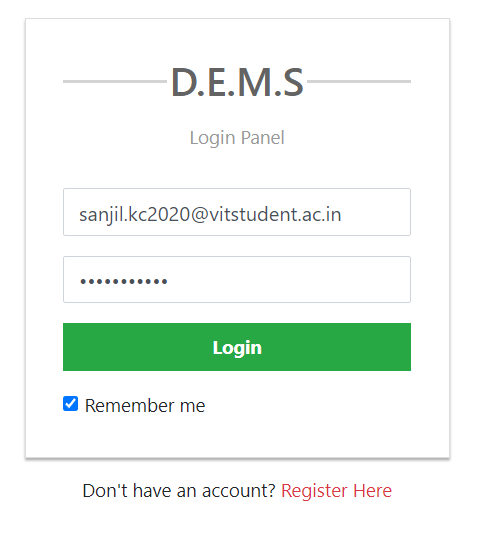 D.E.M.S
Login Panel
sanjil.kc2020@vitstudent.ac.in
•••••••••••
Login
Remember me
Don't have an account? Register Here